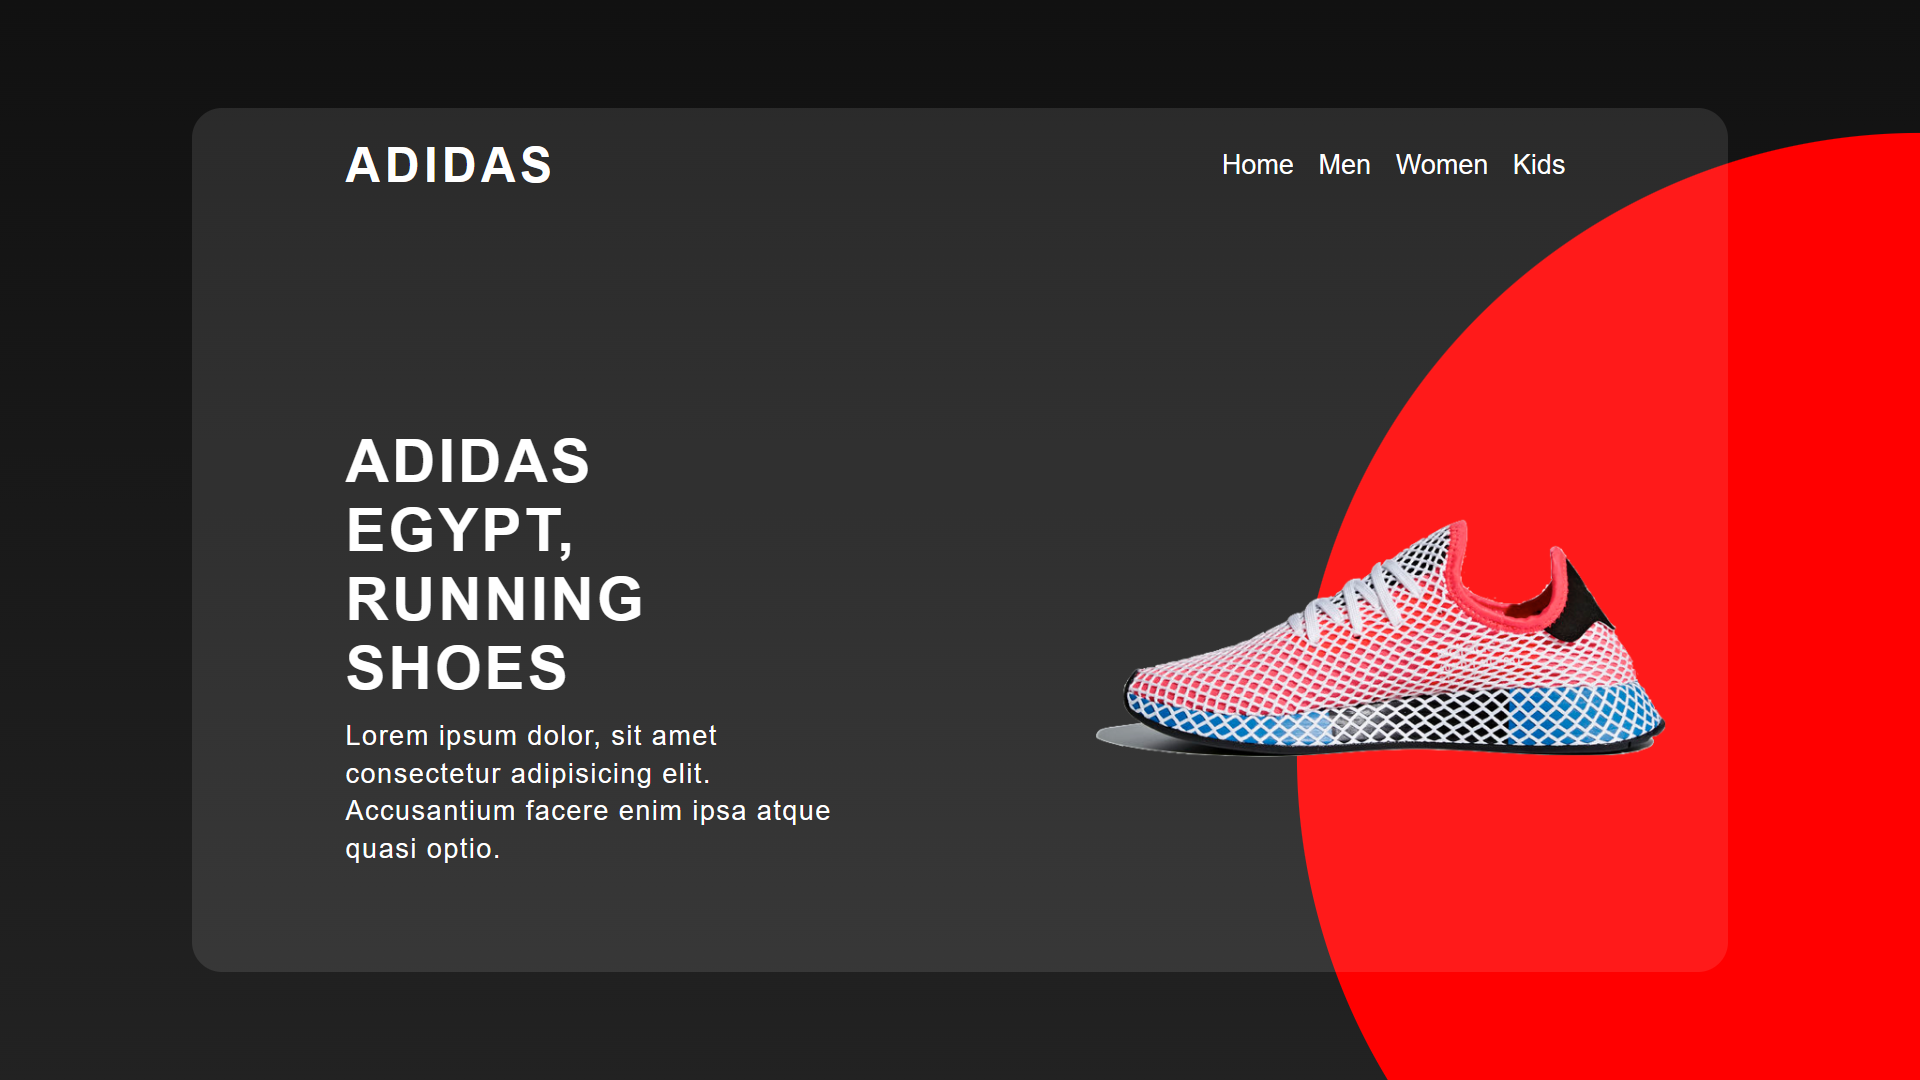 ADIDAS
Home Men Women Kids
ADIDAS
EGYPT,
RUNNING
SHOES
Lorem ipsum dolor, sit amet
consectetur adipisicing elit.
Accusantium facere enim ipsa atque
quasi optio.